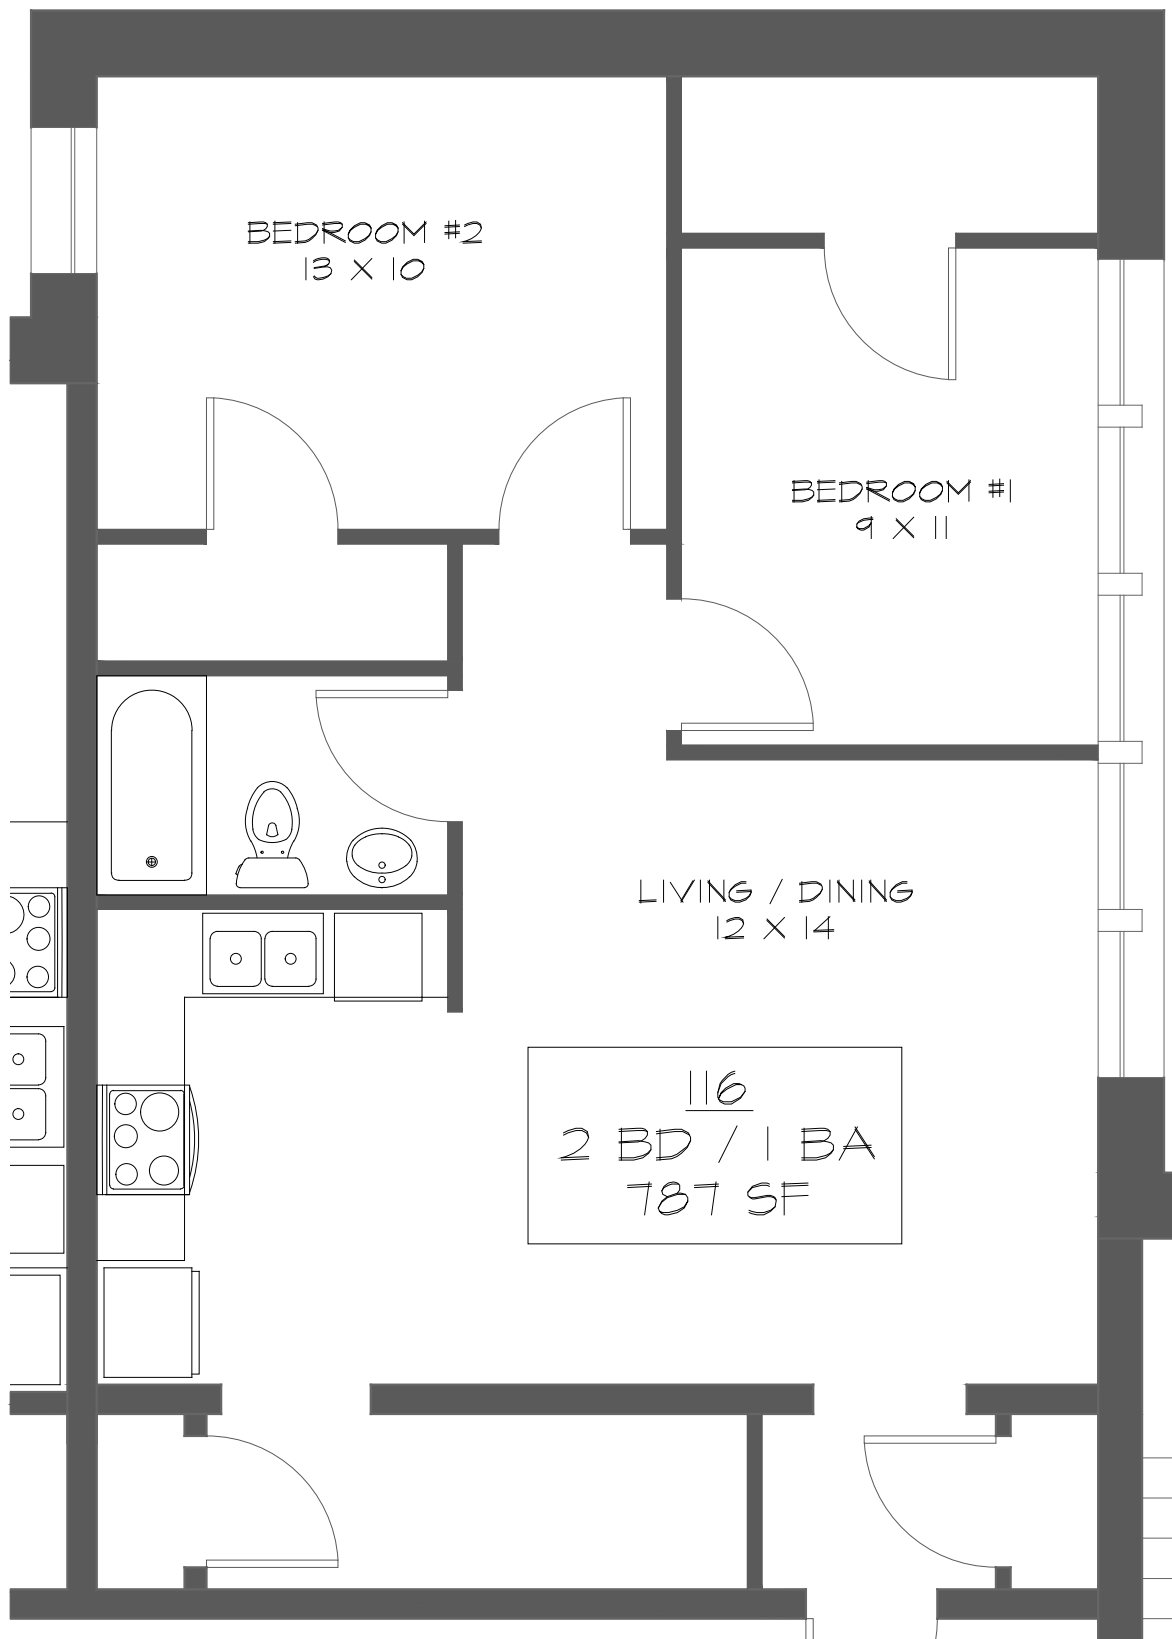 BEDROOM #2
13 X 10
BEDROOM #1
9 X 11
LIVING / DINING
12 X 14
116
2 BD / 1 BA
787 SF